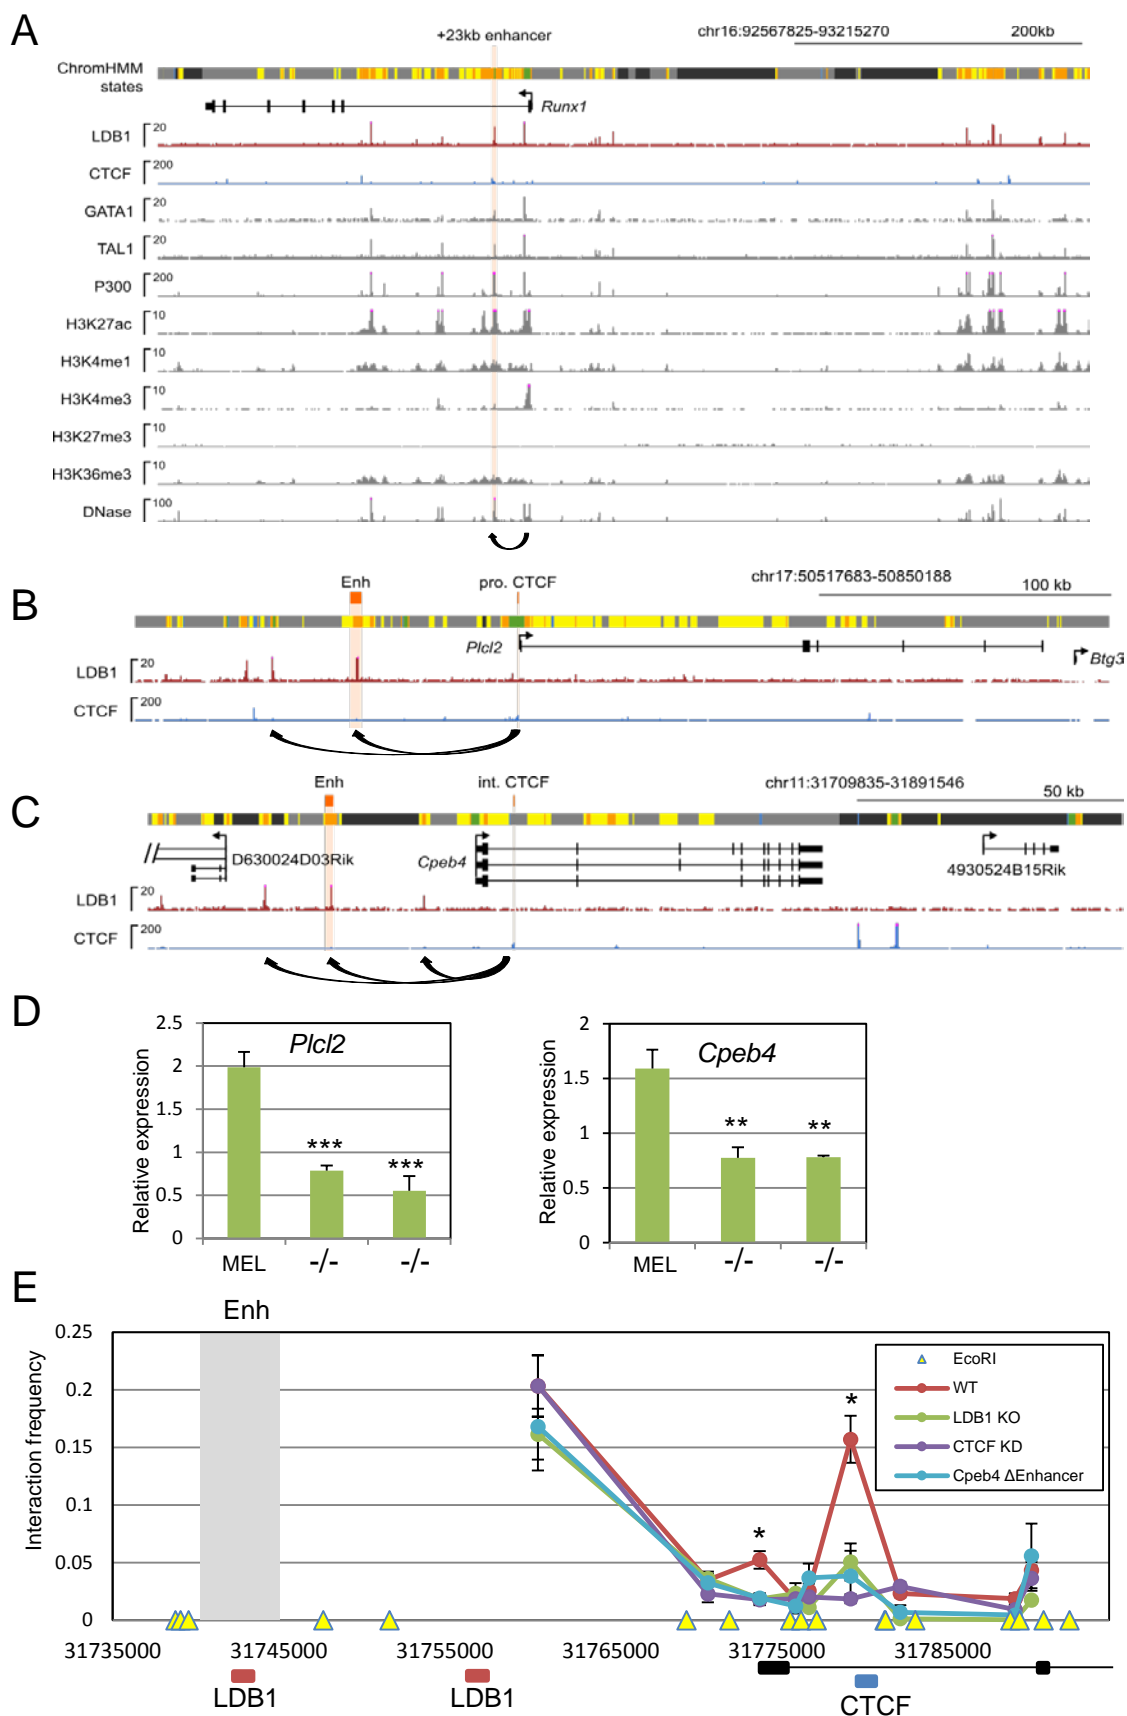 A
+23kb enhancer
chr16:92567825-93215270
200kb
ChromHMM
states
Runx1
LDB1 20
CTCF 200
GATA1 20
TAL1 20
P300 200
H3K27ac 10
H3K4me1 10
H3K4me3 10
H3K27me3 10
H3K36me3 10
DNase 100
B
Enh
pro. CTCF
chr17:50517683-50850188
100 kb
Plcl2
Btg3
LDB1 20
CTCF 200
C
Enh
int. CTCF
chr11:31709835-31891546
50 kb
D630024D03Rik
Cpeb4
4930524B15Rik
LDB1 20
CTCF 200
D
Relative expression
2.5
2
1.5
1
0.5
0
Plcl2
***
***
MEL -/- -/-
Relative expression
2
1.5
1
0.5
0
Cpeb4
**
**
MEL -/- -/-
E
Enh
Interaction frequency
0.25
0.2
0.15
0.1
0.05
0
*
*
EcoRI
WT
LDB1 KO
CTCF KD
Cpeb4 ΔEnhancer
31735000 31745000 31755000 31765000 31775000 31785000
LDB1
LDB1
CTCF